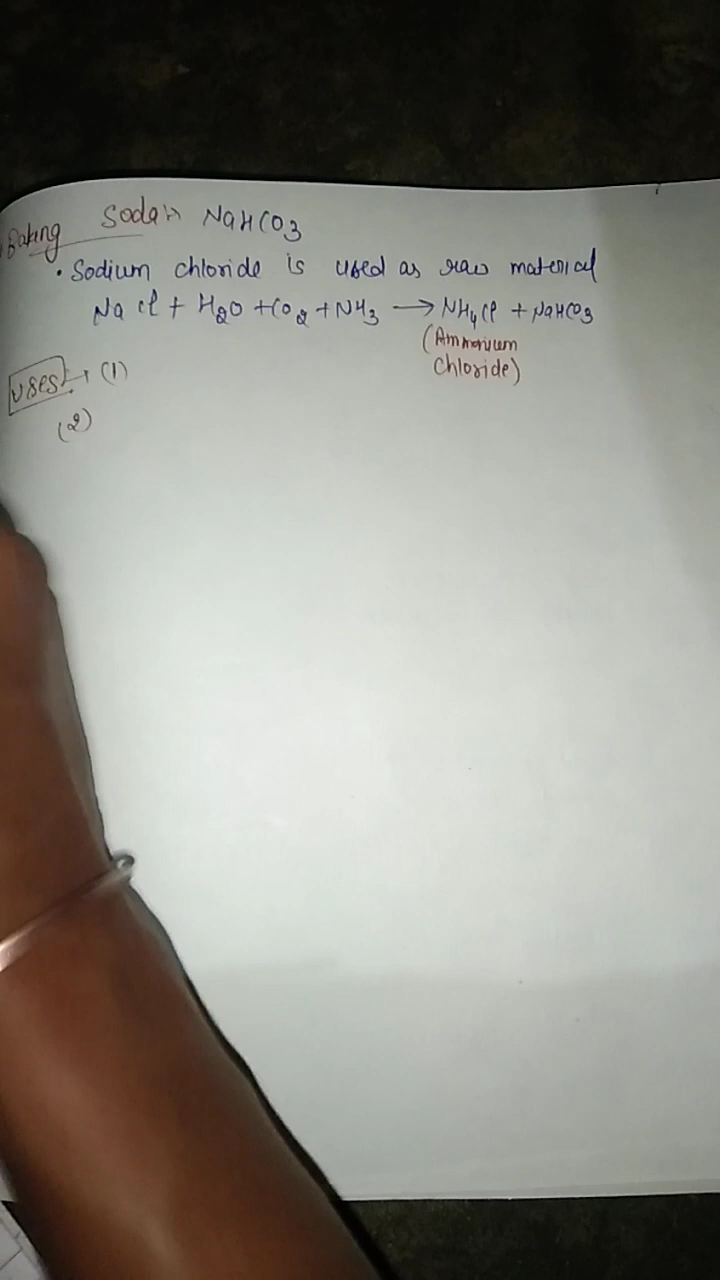 Baking Soda:- NaHCO3
• Sodium chloride is used as raw material
NaCl + H2O + CO2 + NH3 → NH4Cl + NaHCO3
(Ammonium
Chloride)
Uses:→ (1)
(2)